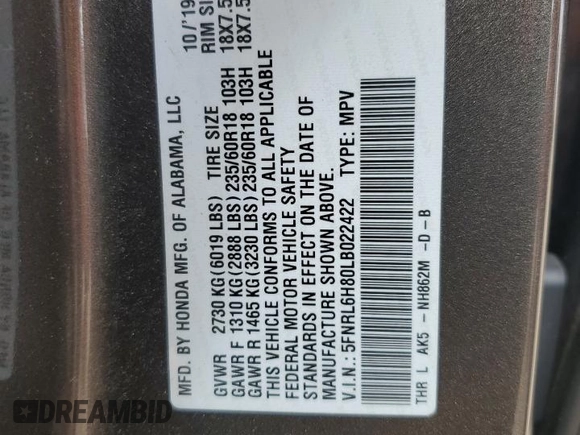 MFD. BY HONDA MFG. OF ALABAMA, LLC 10/'19
GVWR 2730 KG(6019 LBS) TIRE SIZE RIM SI
GAWR F 1310 KG(2888 LBS)235/60R18 103H 18X7.5
GAWR R 1465 KG(3230 LBS)235/60R18 103H 18X7.5
THIS VEHICLE CONFORMS TO ALL APPLICABLE
FEDERAL MOTOR VEHICLE SAFETY
STANDARDS IN EFFECT ON THE DATE OF
MANUFACTURE SHOWN ABOVE.
V.I.N.: 5FNRL6H80LB022422 TYPE: MPV
THR L AK5 - NH862M -D-B
DREAMBID